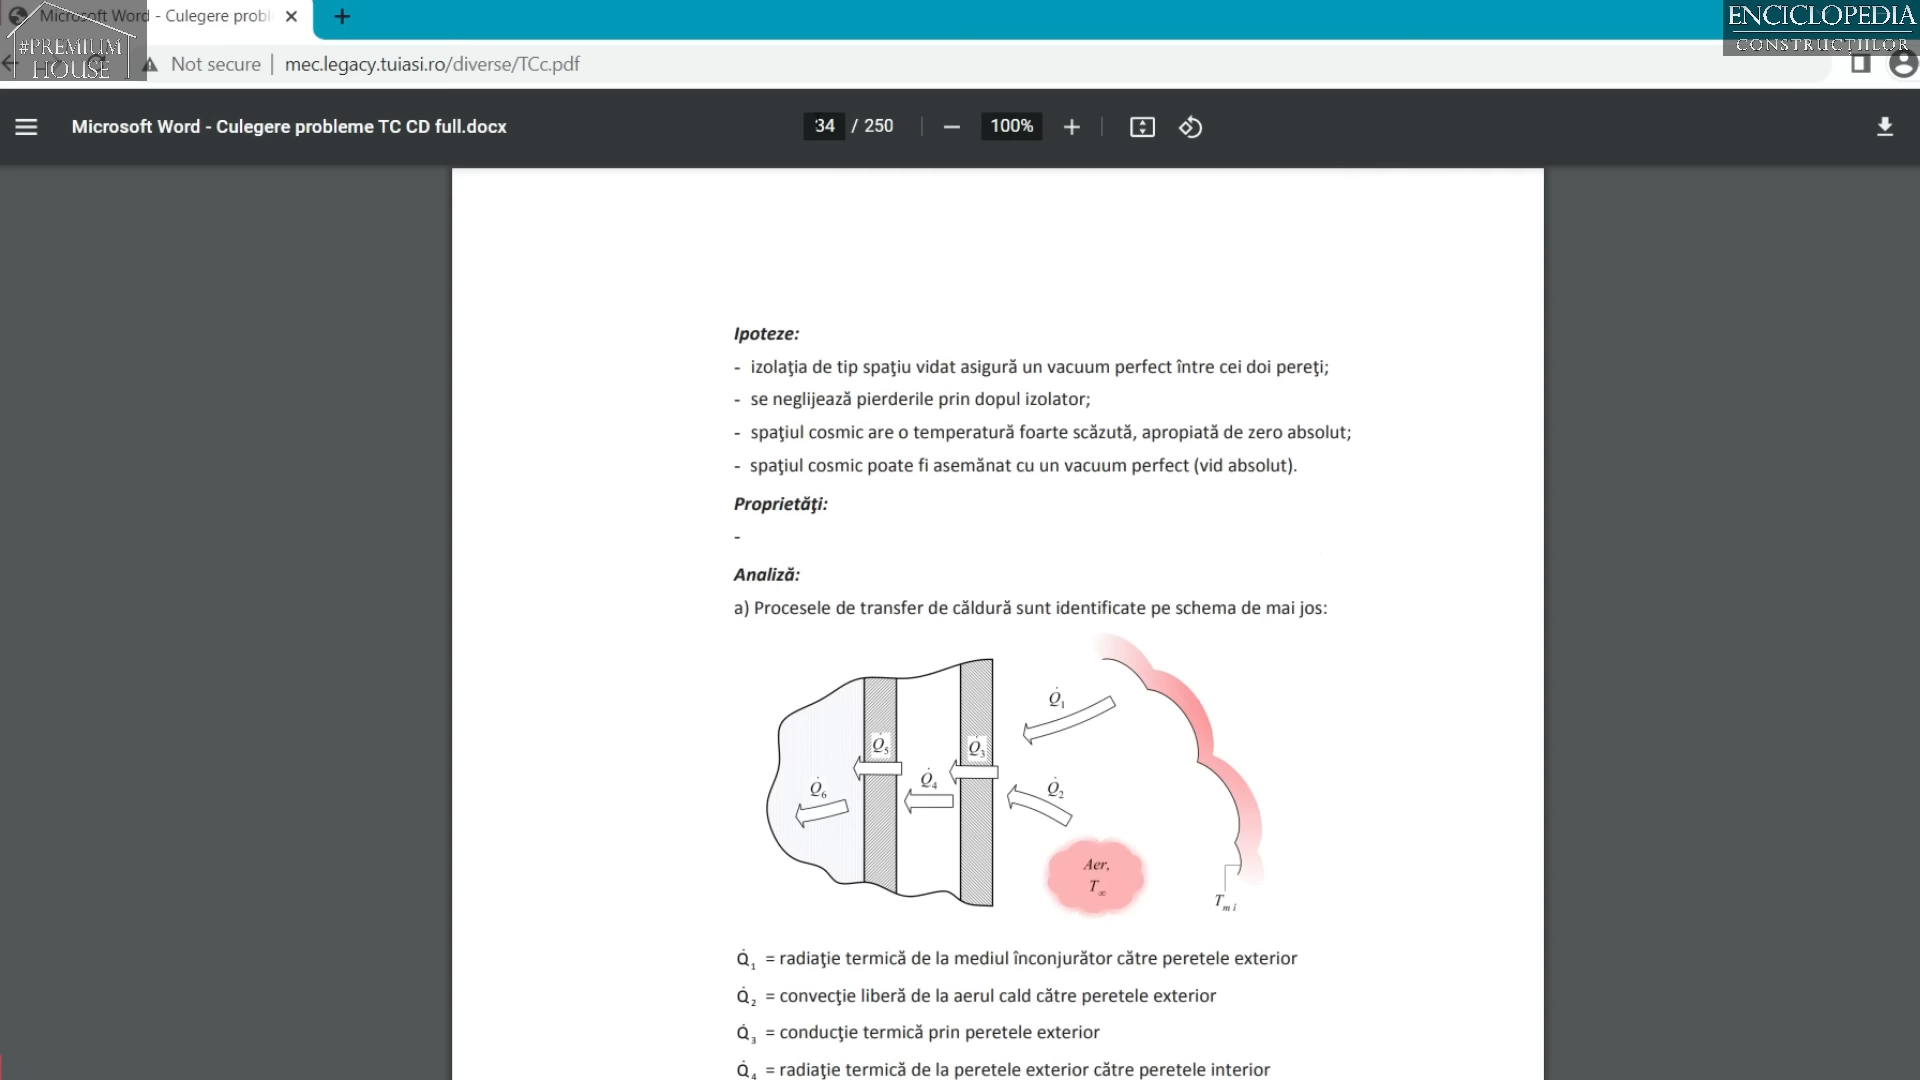 Microsoft Word - Culegere probl
ENCICLOPEDIA
CONSTRUCȚIILOR
#PREMIUM
HOUSE
Not secure
mec.legacy.tuiasi.ro/diverse/TCc.pdf
Microsoft Word - Culegere probleme TC CD full.docx
34 / 250
100%
Ipoteze:
- izolaţia de tip spaţiu vidat asigură un vacuum perfect între cei doi pereţi;
- se neglijează pierderile prin dopul izolator;
- spaţiul cosmic are o temperatură foarte scăzută, apropiată de zero absolut;
- spaţiul cosmic poate fi asemănat cu un vacuum perfect (vid absolut).
Proprietăţi:
-
Analiză:
a) Procesele de transfer de căldură sunt identificate pe schema de mai jos:
Q̇₁
Q̇₅
Q̇₃
Q̇₄
Q̇₆
Q̇₂
Aer,
T∞
T m î
Q̇₁ = radiaţie termică de la mediul înconjurător către peretele exterior
Q̇₂ = convecţie liberă de la aerul cald către peretele exterior
Q̇₃ = conducţie termică prin peretele exterior
Q̇₄ = radiaţie termică de la peretele exterior către peretele interior